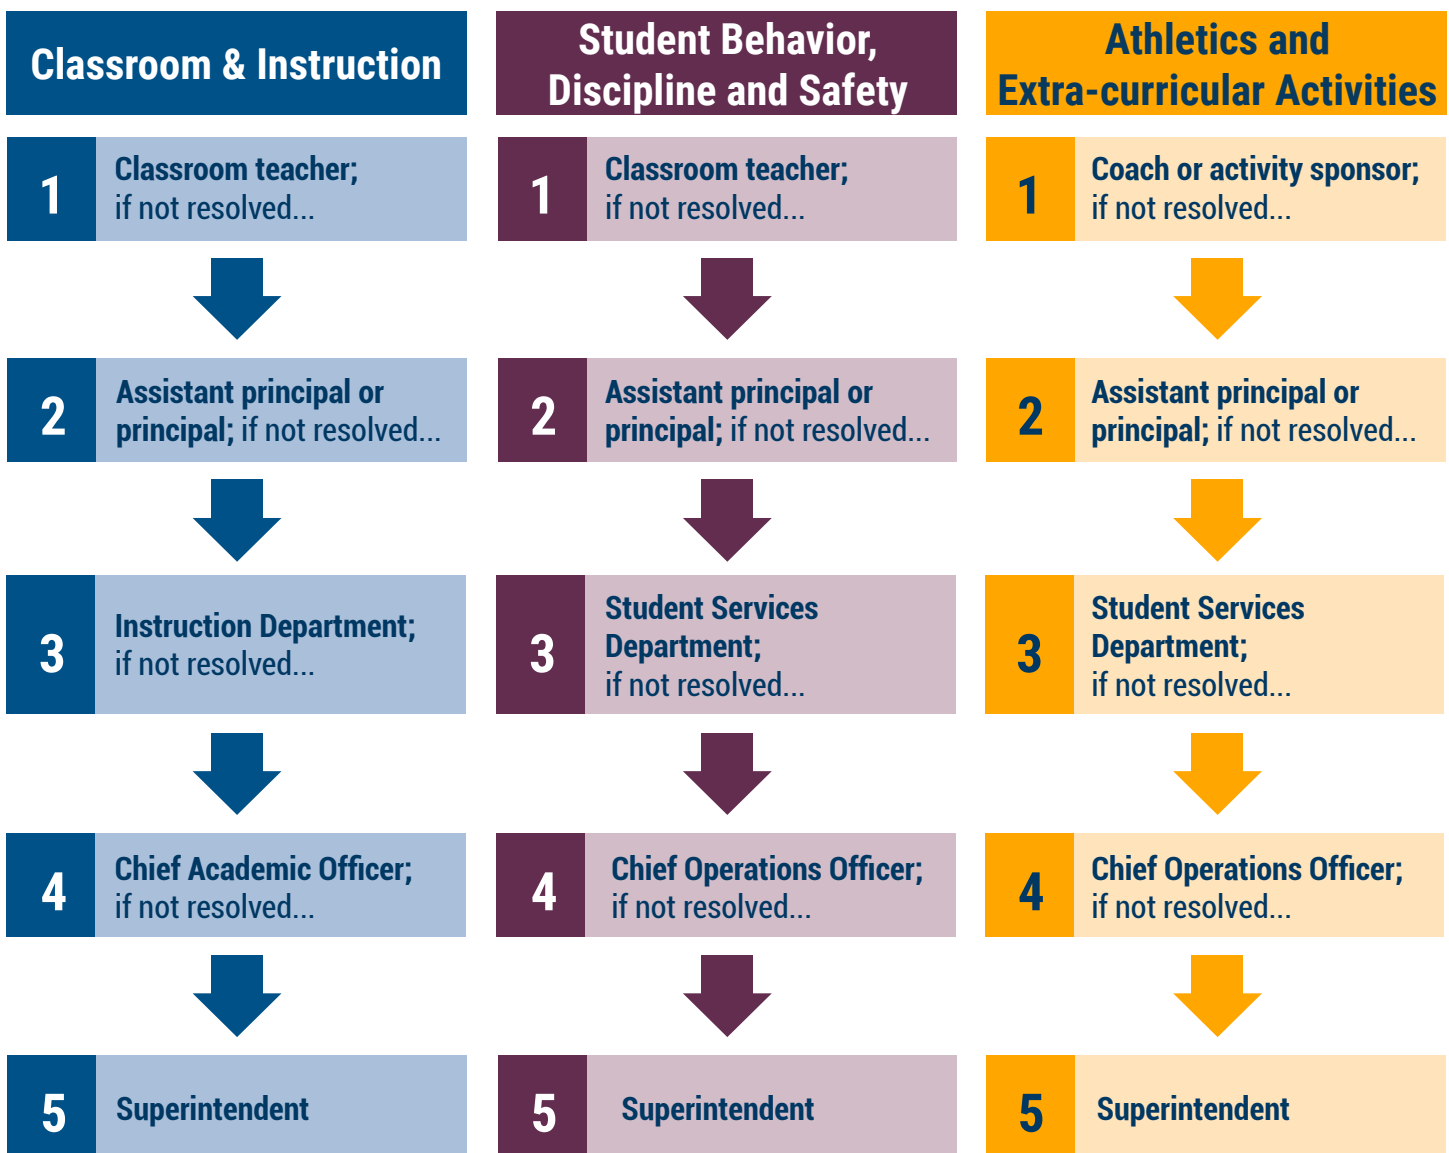 Classroom & Instruction
1
Classroom teacher;
if not resolved...
2
Assistant principal or
principal; if not resolved...
3
Instruction Department;
if not resolved...
4
Chief Academic Officer;
if not resolved...
5
Superintendent
Student Behavior,
Discipline and Safety
1
Classroom teacher;
if not resolved...
2
Assistant principal or
principal; if not resolved...
3
Student Services
Department;
if not resolved...
4
Chief Operations Officer;
if not resolved...
5
Superintendent
Athletics and
Extra-curricular Activities
1
Coach or activity sponsor;
if not resolved...
2
Assistant principal or
principal; if not resolved...
3
Student Services
Department;
if not resolved...
4
Chief Operations Officer;
if not resolved...
5
Superintendent